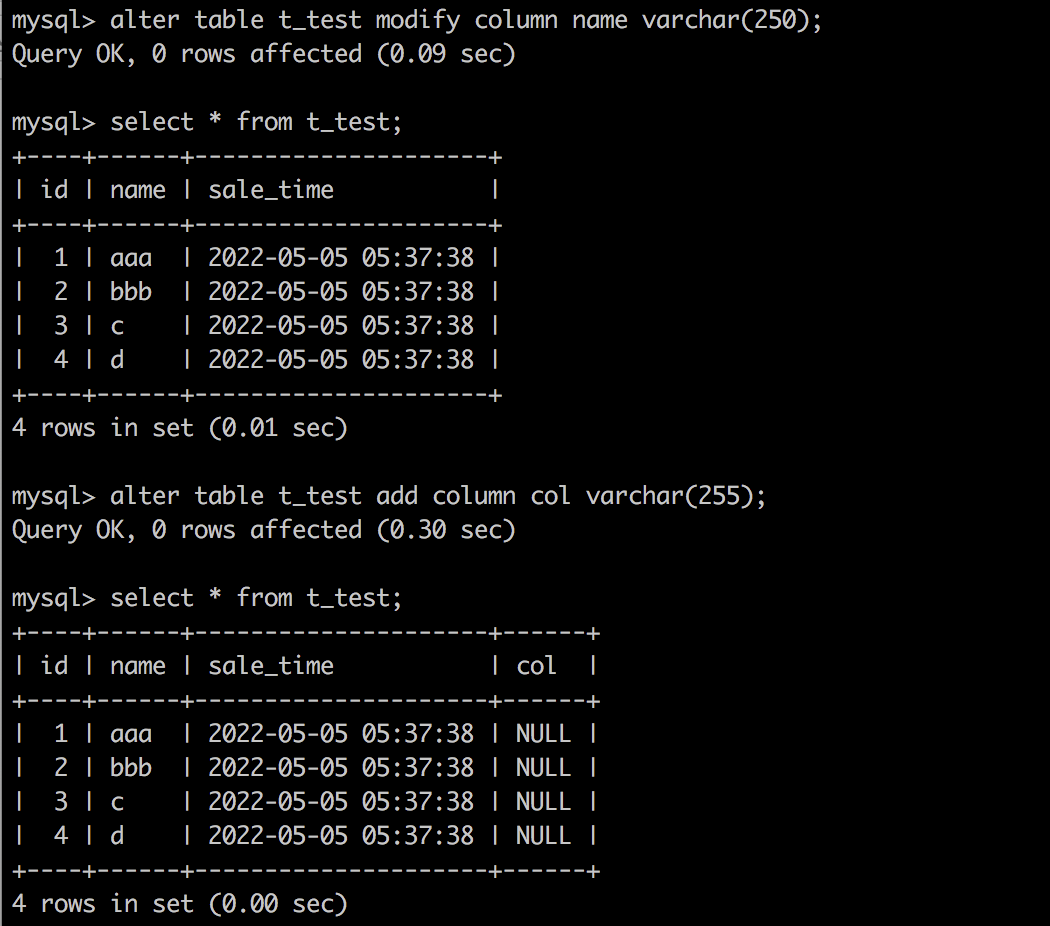 mysql> alter table t_test modify column name varchar(250);
Query OK, 0 rows affected (0.09 sec)

mysql> select * from t_test;
+----+------+---------------------+
| id | name | sale_time           |
+----+------+---------------------+
|  1 | aaa  | 2022-05-05 05:37:38 |
|  2 | bbb  | 2022-05-05 05:37:38 |
|  3 | c    | 2022-05-05 05:37:38 |
|  4 | d    | 2022-05-05 05:37:38 |
+----+------+---------------------+
4 rows in set (0.01 sec)

mysql> alter table t_test add column col varchar(255);
Query OK, 0 rows affected (0.30 sec)

mysql> select * from t_test;
+----+------+---------------------+------+
| id | name | sale_time           | col  |
+----+------+---------------------+------+
|  1 | aaa  | 2022-05-05 05:37:38 | NULL |
|  2 | bbb  | 2022-05-05 05:37:38 | NULL |
|  3 | c    | 2022-05-05 05:37:38 | NULL |
|  4 | d    | 2022-05-05 05:37:38 | NULL |
+----+------+---------------------+------+
4 rows in set (0.00 sec)